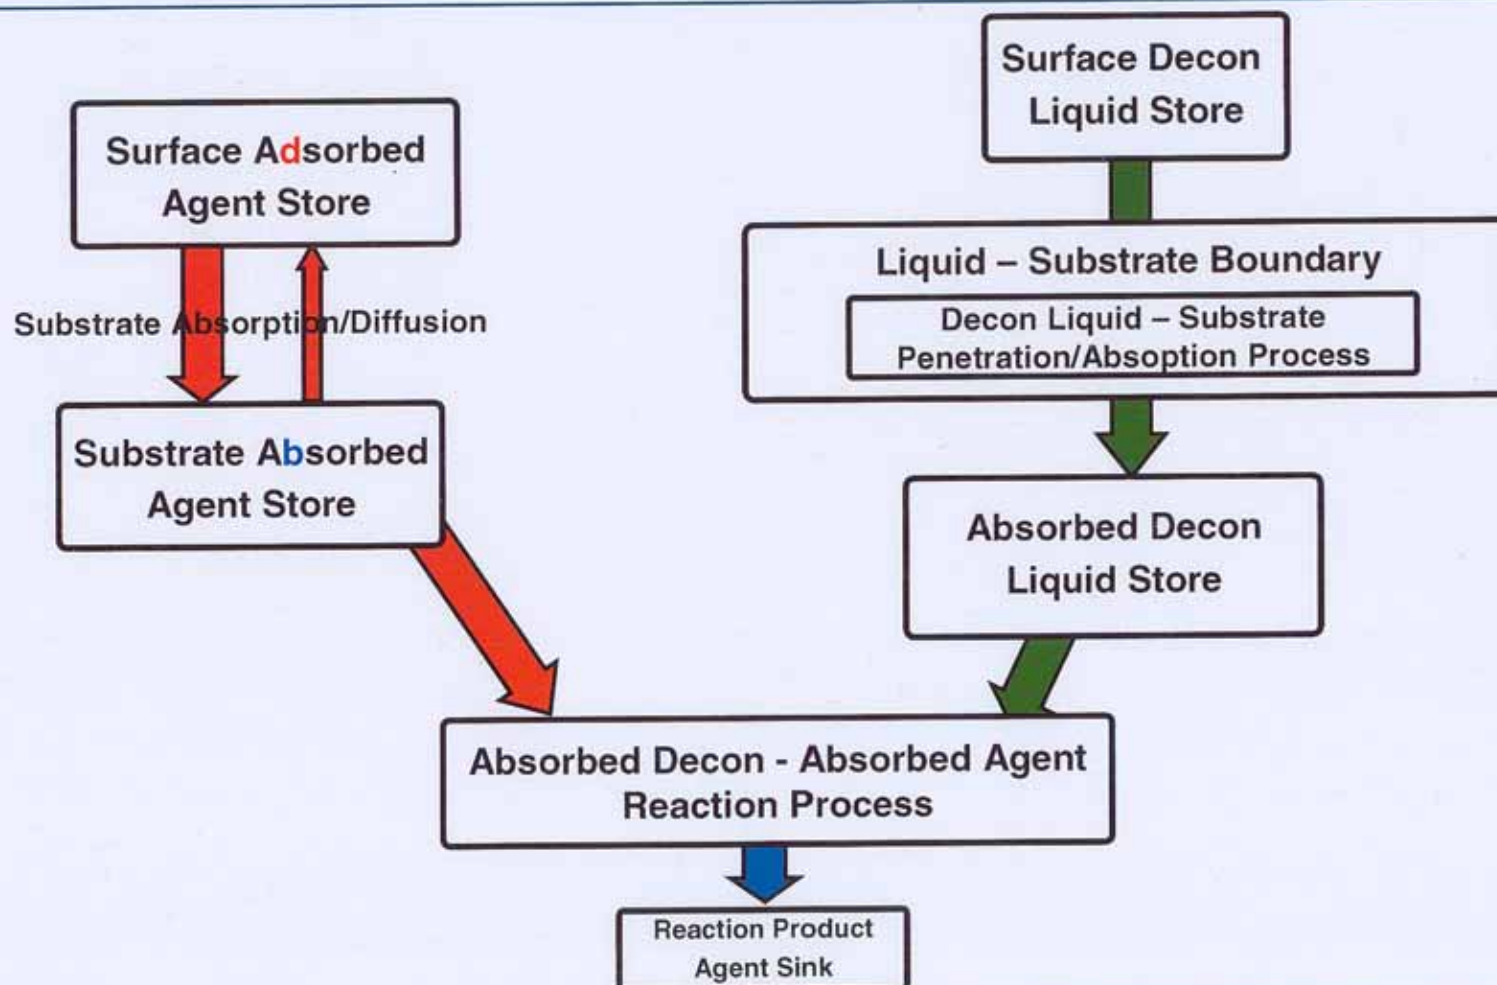 Surface Decon
Liquid Store
Surface Adsorbed
Agent Store
Liquid – Substrate Boundary
Decon Liquid – Substrate
Penetration/Absoption Process
Substrate Absorption/Diffusion
Substrate Absorbed
Agent Store
Absorbed Decon
Liquid Store
Absorbed Decon - Absorbed Agent
Reaction Process
Reaction Product
Agent Sink